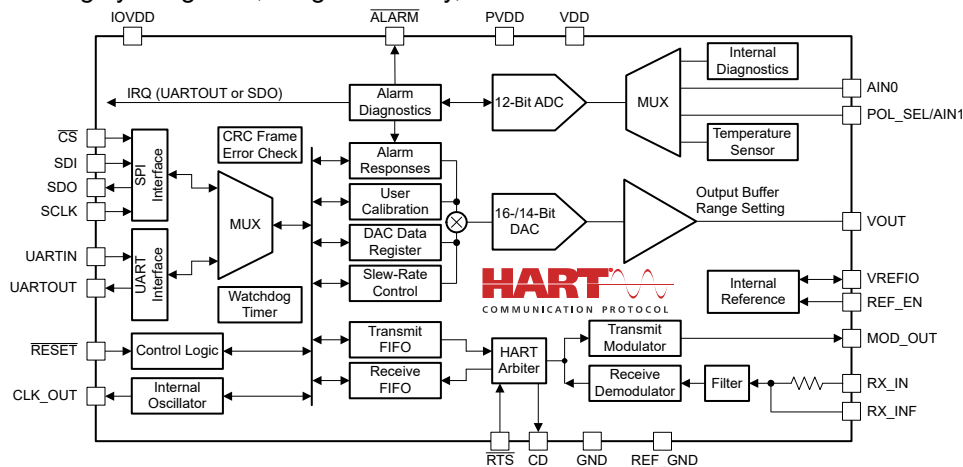 IOVDD
ALARM
PVDD
VDD
Internal
Diagnostics
AIN0
POL_SEL/AIN1
Temperature
Sensor
MUX
12-Bit ADC
Alarm
Diagnostics
IRQ (UARTOUT or SDO)
CS
SDI
SDO
SCLK
SPI
Interface
CRC Frame
Error Check
MUX
Alarm
Responses
User
Calibration
DAC Data
Register
Slew-Rate
Control
16-/14-Bit
DAC
Output Buffer
Range Setting
VOUT
UARTIN
UARTOUT
UART
Interface
Watchdog
Timer
HART
COMMUNICATION PROTOCOL
Internal
Reference
VREFIO
REF_EN
RESET
Control Logic
CLK_OUT
Internal
Oscillator
Transmit
FIFO
Receive
FIFO
HART
Arbiter
Transmit
Modulator
MOD_OUT
Receive
Demodulator
Filter
RX_IN
RX_INF
RTS
CD
GND
REF_GND